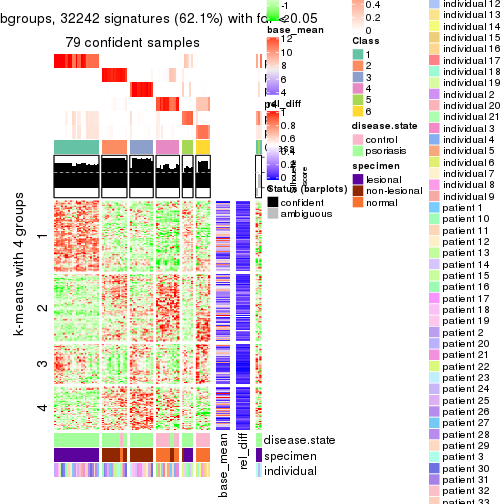 bgroups, 32242 signatures (62.1%) with fdr < 0.05
79 confident samples
k-means with 4 groups
1
2
3
4
base_mean
rel_diff
disease.state
specimen
individual
-1
-2
base_mean
12
10
8
6
4
rel_diff
1
0.8
0.6
0.4
0.2
0
Silhouette
score
Status (barplots)
confident
ambiguous
0.4
0.2
0
Class
1
2
3
4
5
6
disease.state
control
psoriasis
specimen
lesional
non-lesional
normal
individual 12
individual 13
individual 14
individual 15
individual 16
individual 17
individual 18
individual 19
individual 2
individual 20
individual 21
individual 3
individual 4
individual 5
individual 6
individual 7
individual 8
individual 9
patient 1
patient 10
patient 11
patient 12
patient 13
patient 14
patient 15
patient 16
patient 17
patient 18
patient 19
patient 2
patient 20
patient 21
patient 22
patient 23
patient 24
patient 25
patient 26
patient 27
patient 28
patient 29
patient 3
patient 30
patient 31
patient 32
patient 33